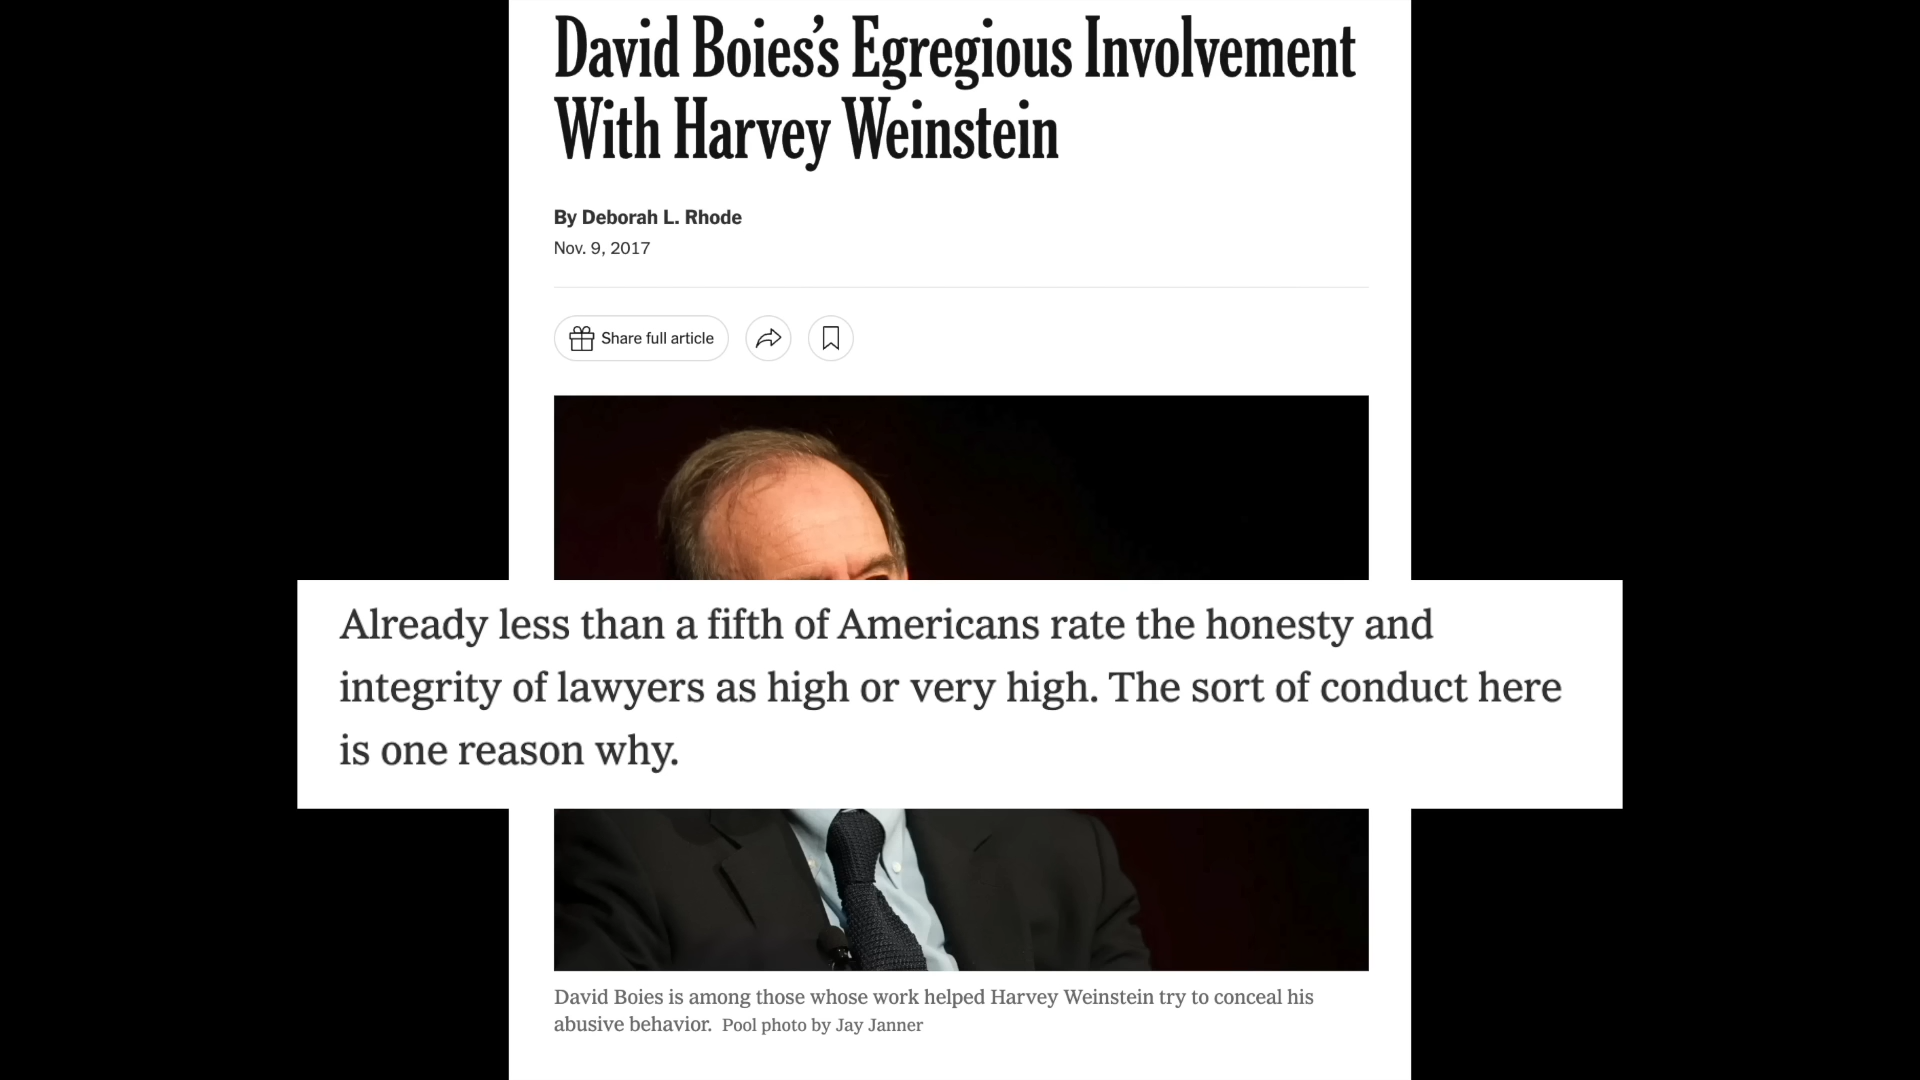 David Boies’s Egregious Involvement
With Harvey Weinstein
By Deborah L. Rhode
Nov. 9, 2017
Share full article
Already less than a fifth of Americans rate the honesty and
integrity of lawyers as high or very high. The sort of conduct here
is one reason why.
David Boies is among those whose work helped Harvey Weinstein try to conceal his
abusive behavior. Pool photo by Jay Janner